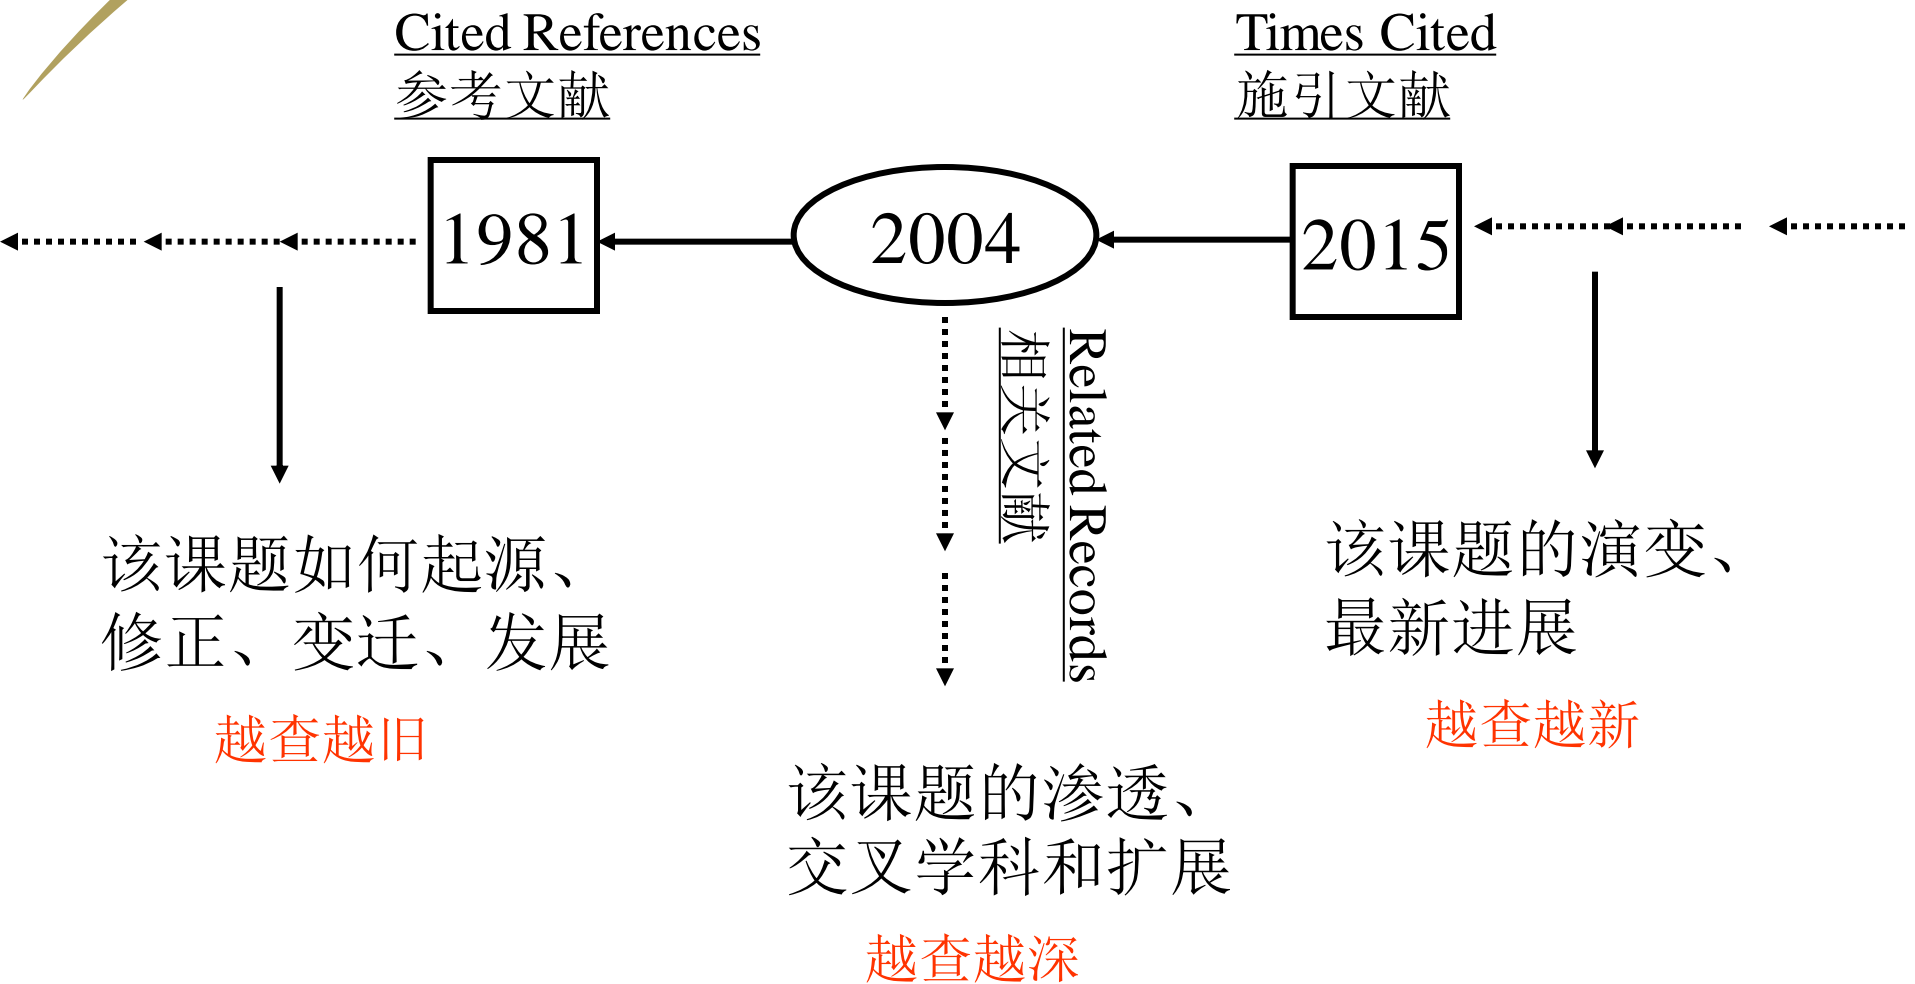 Cited References
参考文献
Times Cited
施引文献
1981
2004
2015
Related Records
相关文献
该课题如何起源、
修正、变迁、发展
越查越旧
该课题的渗透、
交叉学科和扩展
越查越深
该课题的演变、
最新进展
越查越新